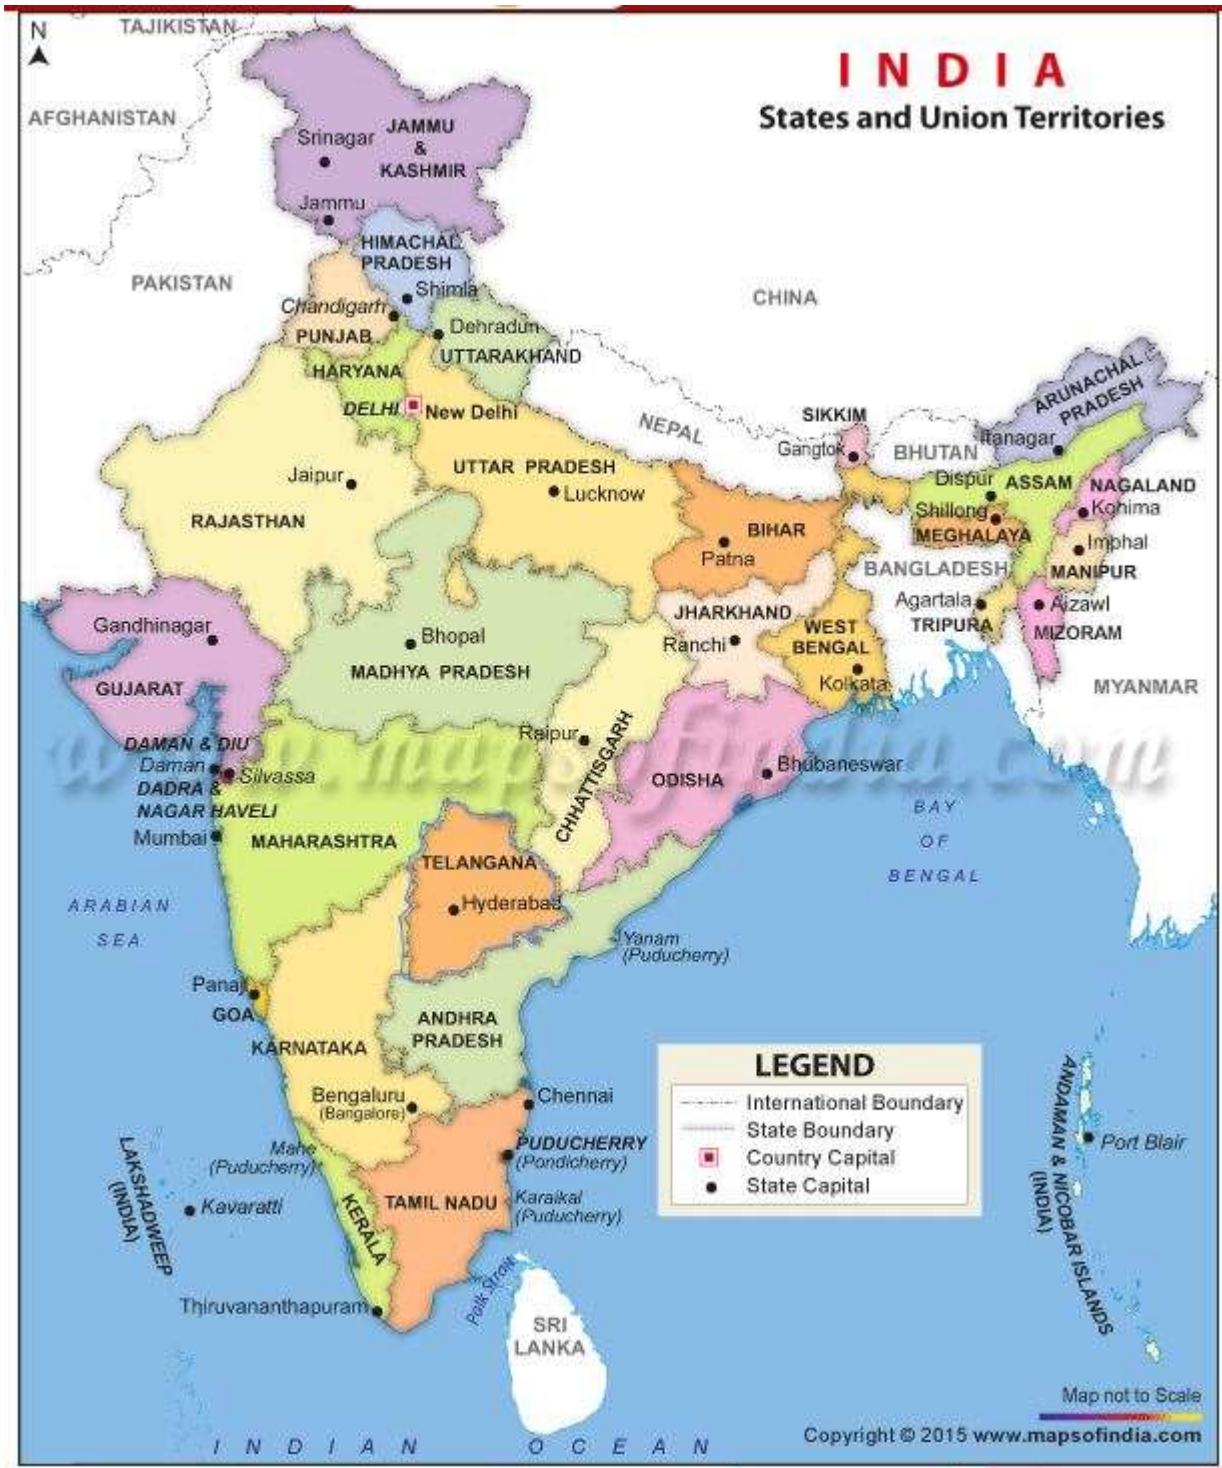 N
TAJIKISTAN
INDIA
States and Union Territories
AFGHANISTAN
JAMMU
&
KASHMIR
Srinagar
Jammu
HIMACHAL
PRADESH
PAKISTAN
Shimla
CHINA
Chandigarh
PUNJAB
Dehradun
UTTARAKHAND
HARYANA
DELHI
New Delhi
ARUNACHAL
PRADESH
NEPAL
SIKKIM
Gangtok
BHUTAN
Itanagar
Jaipur
UTTAR PRADESH
Lucknow
Dispur
ASSAM
NAGALAND
Kohima
RAJASTHAN
BIHAR
Patna
Shillong
MEGHALAYA
Imphal
MANIPUR
BANGLADESH
Gandhinagar
Bhopal
MADHYA PRADESH
JHARKHAND
Ranchi
WEST
BENGAL
Kolkata
Agartala
TRIPURA
Aizawl
MIZORAM
GUJARAT
MYANMAR
www.mapsofindia.com
DAMAN & DIU
Daman
Silvassa
DADRA &
NAGAR HAVELI
Raipur
CHHATTISGARH
ODISHA
Bhubaneswar
Mumbai
MAHARASHTRA
TELANGANA
Hyderabad
BAY
OF
BENGAL
ARABIAN
SEA
Yanam
(Puducherry)
Panaji
GOA
KARNATAKA
ANDHRA
PRADESH
Bengaluru
(Bangalore)
Chennai
LEGEND
International Boundary
State Boundary
Country Capital
State Capital
Mahe
(Puducherry)
PUDUCHERRY
(Pondicherry)
LAKSHADWEEP
(INDIA)
Kavaratti
KERALA
TAMIL NADU
Karaikal
(Puducherry)
ANDAMAN & NICOBAR ISLANDS
(INDIA)
Port Blair
Thiruvananthapuram
Palk Strait
SRI
LANKA
Map not to Scale
INDIAN OCEAN
Copyright © 2015 www.mapsofindia.com